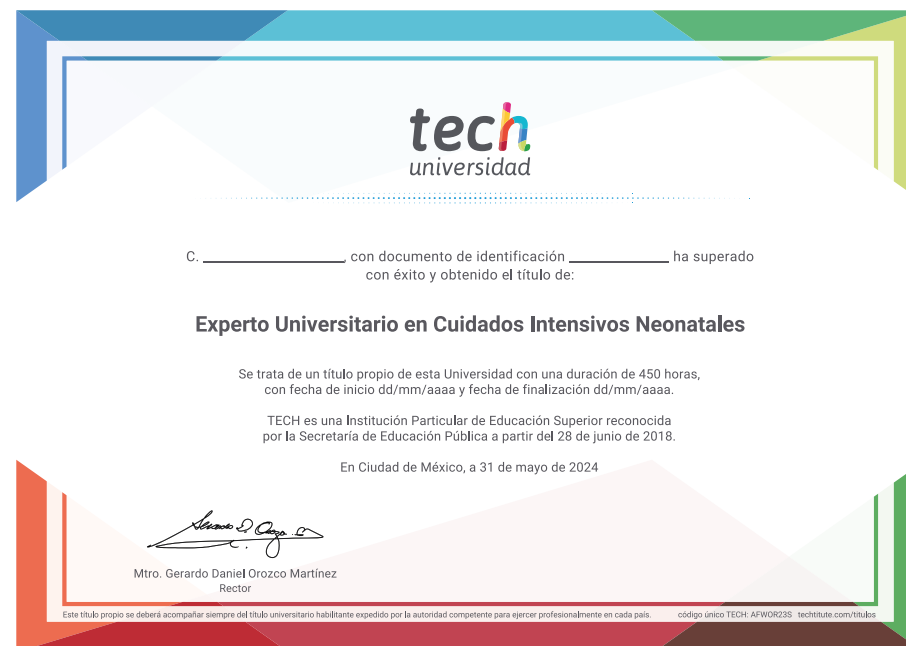 tech
universidad
C. ____________, con documento de identificación ____________ ha superado
con éxito y obtenido el título de:
Experto Universitario en Cuidados Intensivos Neonatales
Se trata de un título propio de esta Universidad con una duración de 450 horas,
con fecha de inicio dd/mm/aaaa y fecha de finalización dd/mm/aaaa.
TECH es una Institución Particular de Educación Superior reconocida
por la Secretaría de Educación Pública a partir del 28 de junio de 2018.
En Ciudad de México, a 31 de mayo de 2024
Mtro. Gerardo Daniel Orozco Martínez
Rector
Este título propio se deberá acompañar siempre del título universitario habilitante expedido por la autoridad competente para ejercer profesionalmente en cada país. código único TECH: AFWOR23S techtitute.com/titulos